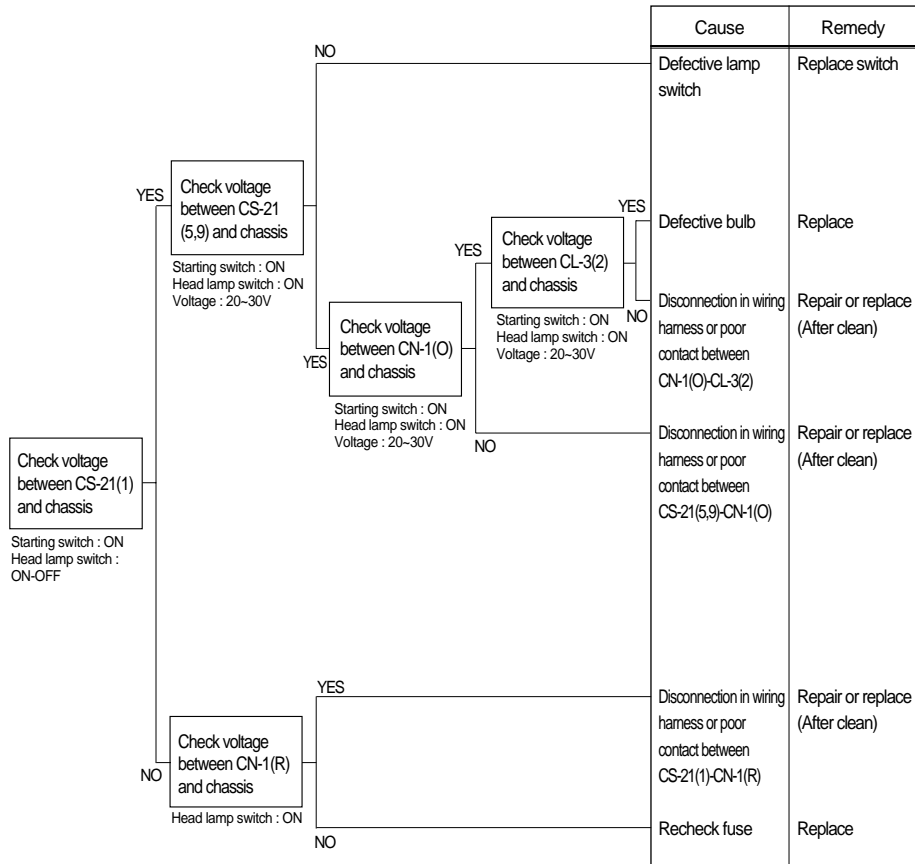 Cause Remedy
NO
Defective lamp
switch
Replace switch
YES
Check voltage
between CS-21
(5,9) and chassis
Starting switch : ON
Head lamp switch : ON
Voltage : 20~30V
YES
Check voltage
between CN-1(O)
and chassis
Starting switch : ON
Head lamp switch : ON
Voltage : 20~30V
YES
Check voltage
between CL-3(2)
and chassis
Starting switch : ON
Head lamp switch : ON
Voltage : 20~30V
YES
Defective bulb
Replace
NO
Disconnection in wiring
harness or poor
contact between
CN-1(O)-CL-3(2)
Repair or replace
(After clean)
NO
Disconnection in wiring
harness or poor
contact between
CS-21(5,9)-CN-1(O)
Repair or replace
(After clean)
Check voltage
between CS-21(1)
and chassis
Starting switch : ON
Head lamp switch :
ON-OFF
NO
Check voltage
between CN-1(R)
and chassis
Head lamp switch : ON
YES
Disconnection in wiring
harness or poor
contact between
CS-21(1)-CN-1(R)
Repair or replace
(After clean)
NO
Recheck fuse
Replace